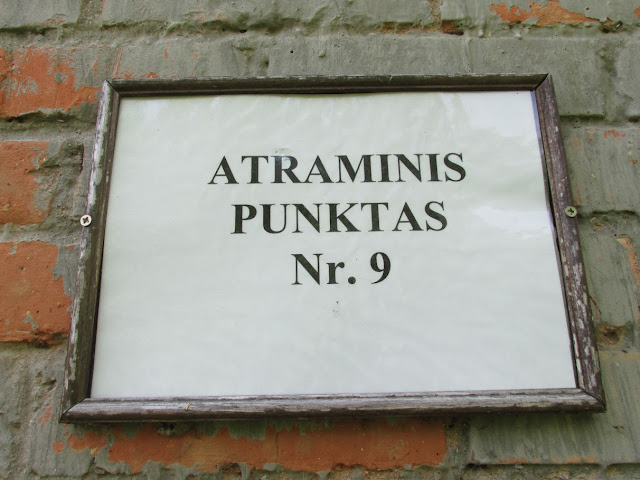 ATRAMINIS
PUNKTAS
Nr. 9